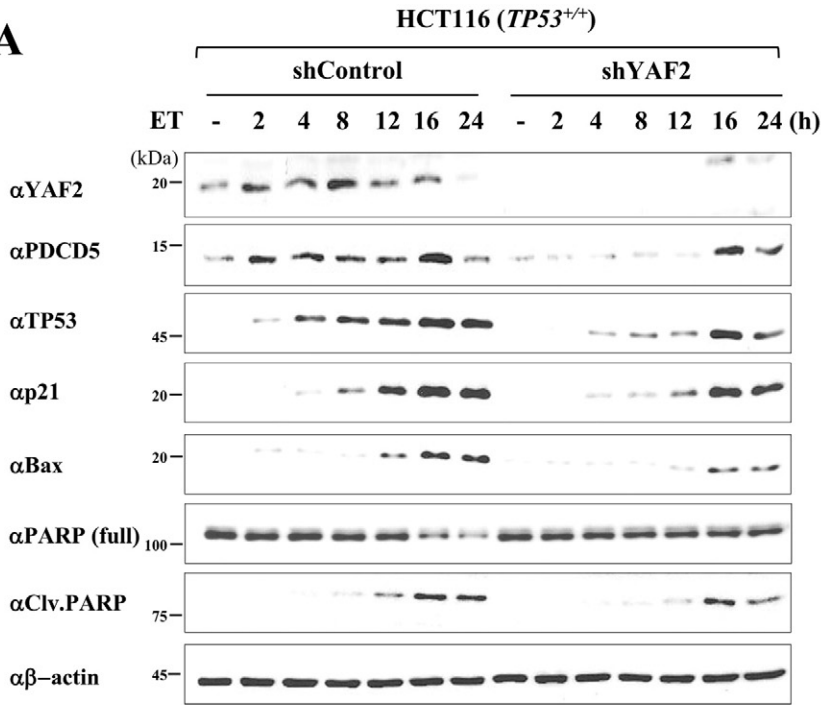 A
HCT116 (TP53+/+)
shControl shYAF2
ET - 2 4 8 12 16 24 - 2 4 8 12 16 24 (h)
(kDa)
αYAF2 20
αPDCD5 15
αTP53 45
αp21 20
αBax 20
αPARP (full) 100
αClv.PARP 75
αβ–actin 45